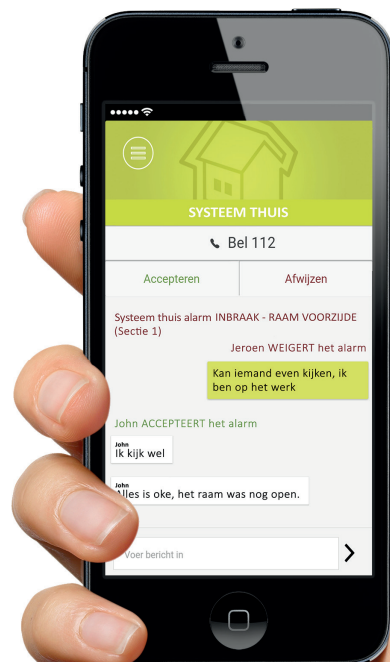 SYSTEEM THUIS
Bel 112
Accepteren
Afwijzen
Systeem thuis alarm INBRAAK - RAAM VOORZIJDE
(Sectie 1)
Jeroen WEIGERT het alarm
Kan iemand even kijken, ik
ben op het werk
John ACCEPTEERT het alarm
John
Ik kijk wel
John
Alles is oke, het raam was nog open.
Voer bericht in